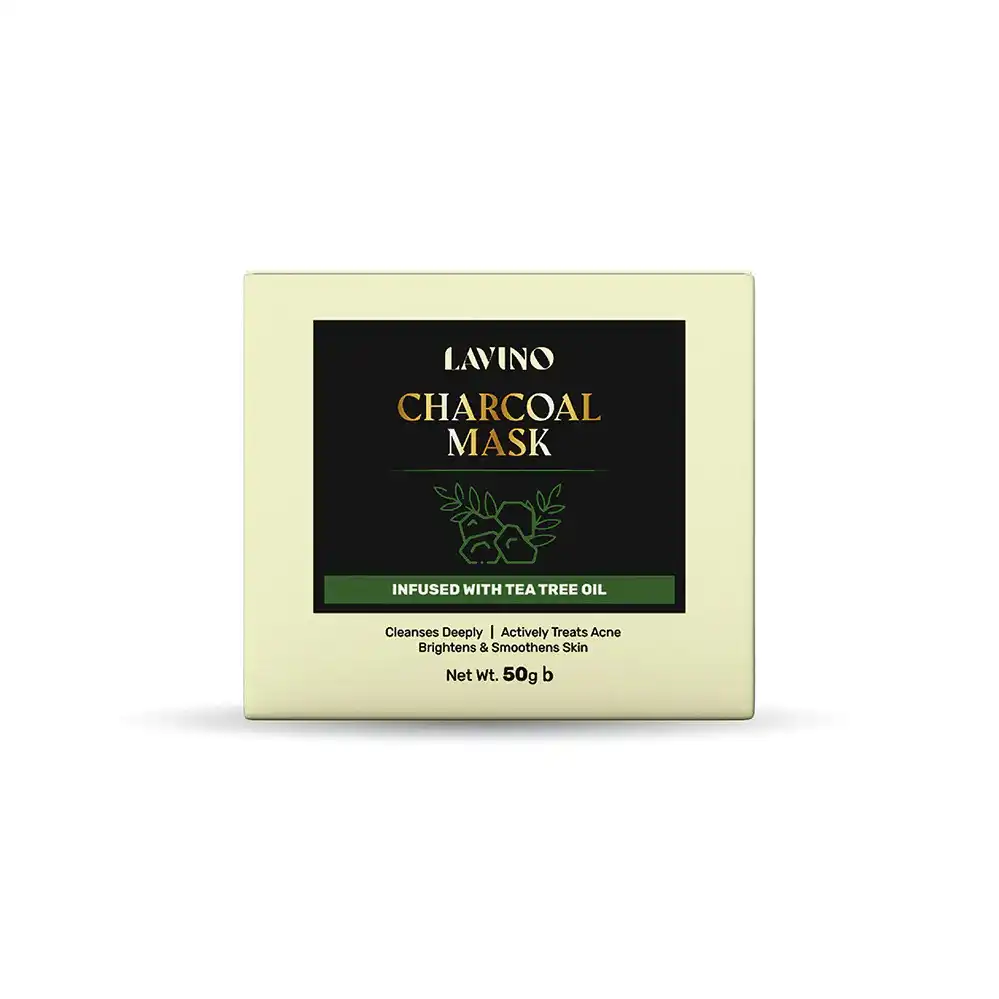 LAVINO
CHARCOAL
MASK
INFUSED WITH TEA TREE OIL
Cleanses Deeply | Actively Treats Acne
Brightens & Smoothens Skin
Net Wt. 50g b